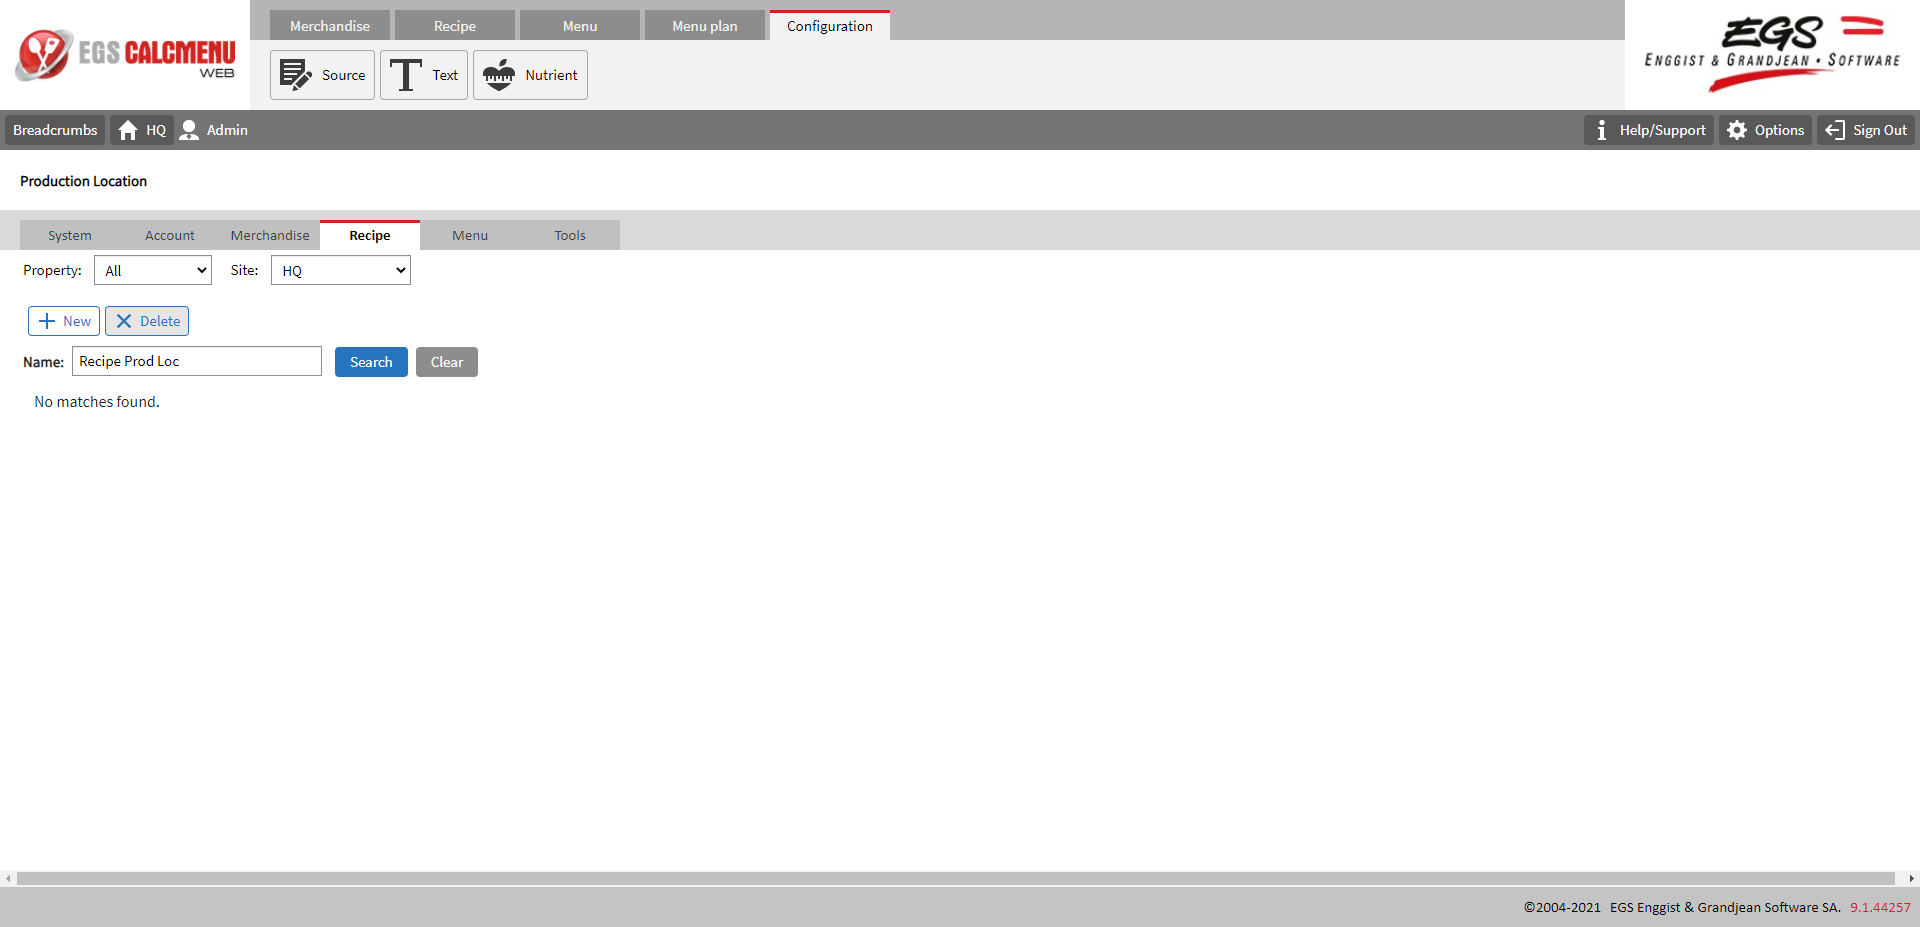 EGS CALCMENU
WEB
Merchandise Recipe Menu Menu plan Configuration
Source Text Nutrient
EGS
ENGGIST & GRANDJEAN • SOFTWARE
Breadcrumbs HQ Admin Help/Support Options Sign Out
Production Location
System Account Merchandise Recipe Menu Tools
Property: All Site: HQ
New Delete
Name: Recipe Prod Loc Search Clear
No matches found.
©2004-2021 EGS Enggist & Grandjean Software SA. 9.1.44257